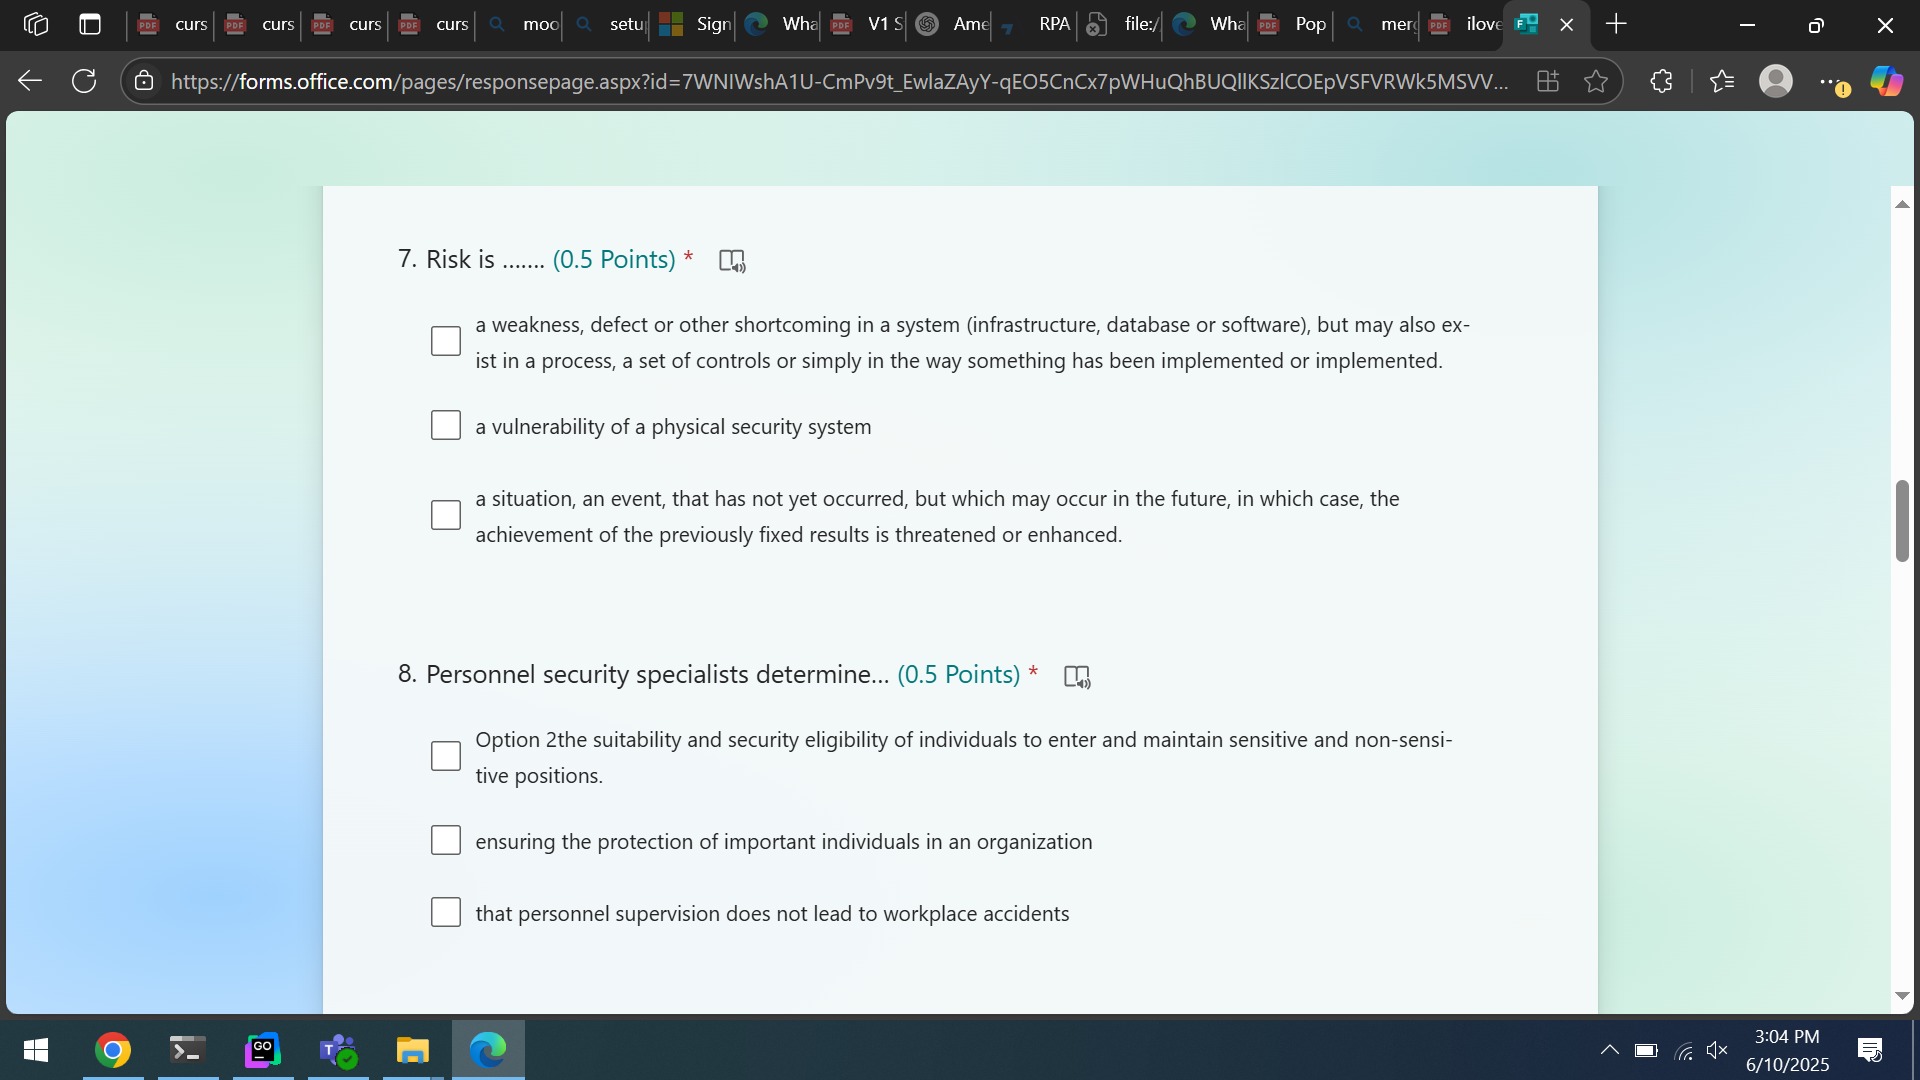 curs curs curs curs moo setu Sign Wha V1 S Ame RPA file:/ Wha Pop mer ilove
https://forms.office.com/pages/responsepage.aspx?id=7WNIWshA1U-CmPv9t_EwlaZAyY-qEO5CnCx7pWHuQhBUQllKSzlCOEpVSFVRWk5MSVV...
7. Risk is ....... (0.5 Points) *
a weakness, defect or other shortcoming in a system (infrastructure, database or software), but may also ex-
ist in a process, a set of controls or simply in the way something has been implemented or implemented.
a vulnerability of a physical security system
a situation, an event, that has not yet occurred, but which may occur in the future, in which case, the
achievement of the previously fixed results is threatened or enhanced.
8. Personnel security specialists determine... (0.5 Points) *
Option 2the suitability and security eligibility of individuals to enter and maintain sensitive and non-sensi-
tive positions.
ensuring the protection of important individuals in an organization
that personnel supervision does not lead to workplace accidents
3:04 PM
6/10/2025